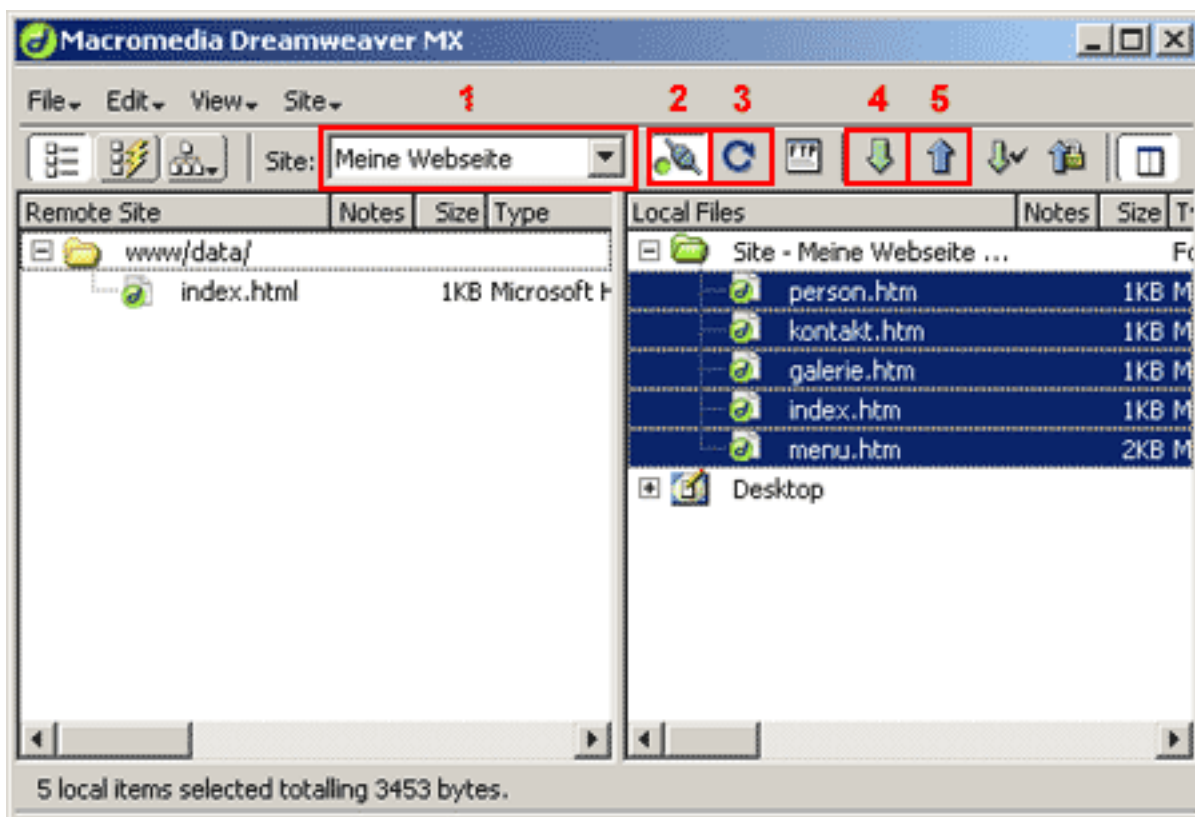 Macromedia Dreamweaver MX
File Edit View Site 1 2 3 4 5
Site: Meine Webseite FTP
Remote Site Notes Size Type Local Files Notes Size
www/data/ Site - Meine Webseite ...
index.html 1KB Microsoft H person.htm 1KB M
kontakt.htm 1KB M
galerie.htm 1KB M
index.htm 1KB M
menu.htm 2KB M
Desktop
5 local items selected totalling 3453 bytes.